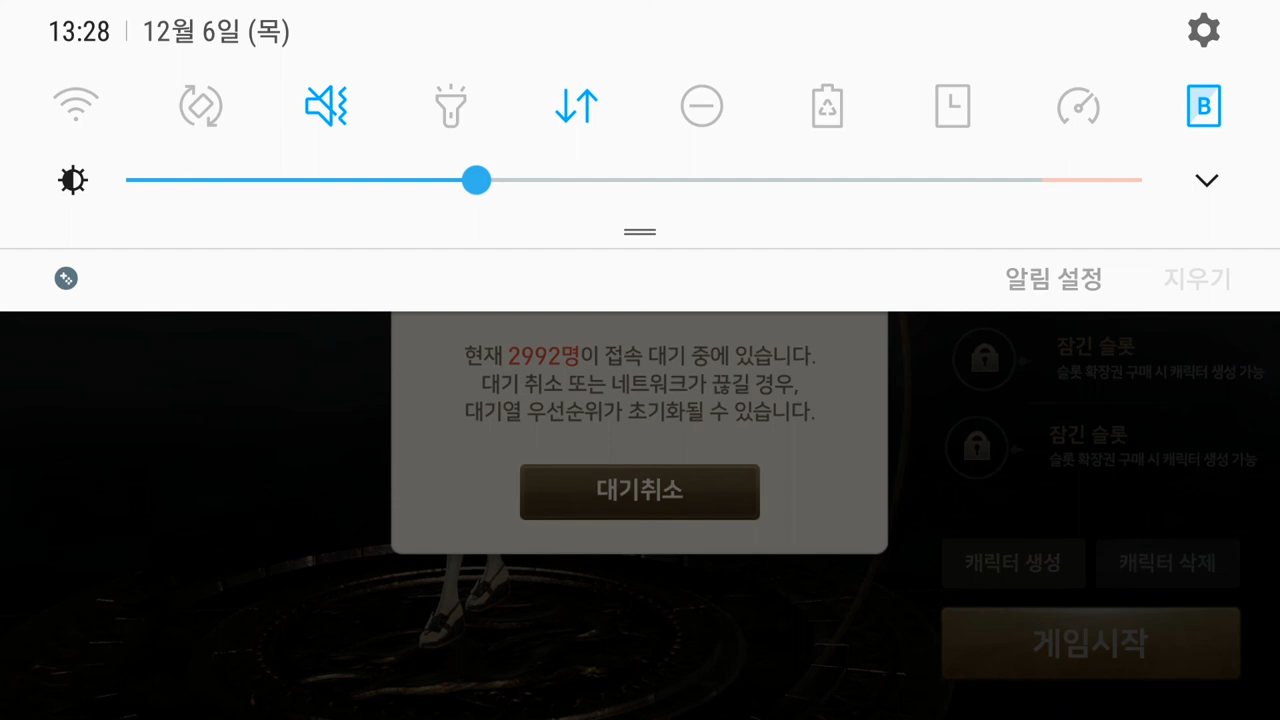 13:28 | 12월 6일 (목)
B
알림 설정 지우기
현재 2992명이 접속 대기 중에 있습니다.
대기 취소 또는 네트워크가 끊길 경우,
대기열 우선순위가 초기화될 수 있습니다.
대기취소
잠긴 슬롯
슬롯 확장권 구매 시 캐릭터 생성 가능
잠긴 슬롯
슬롯 확장권 구매 시 캐릭터 생성 가능
캐릭터 생성 캐릭터 삭제
게임시작